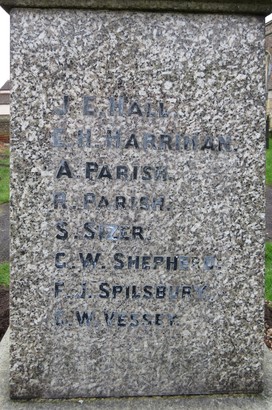 J. E. HALL.
E. H. HARRIMAN.
A. PARISH.
R. PARISH.
S. SIZER.
G. W. SHEPHERD.
F. J. SPILSBURY.
C. W. VESSEY.